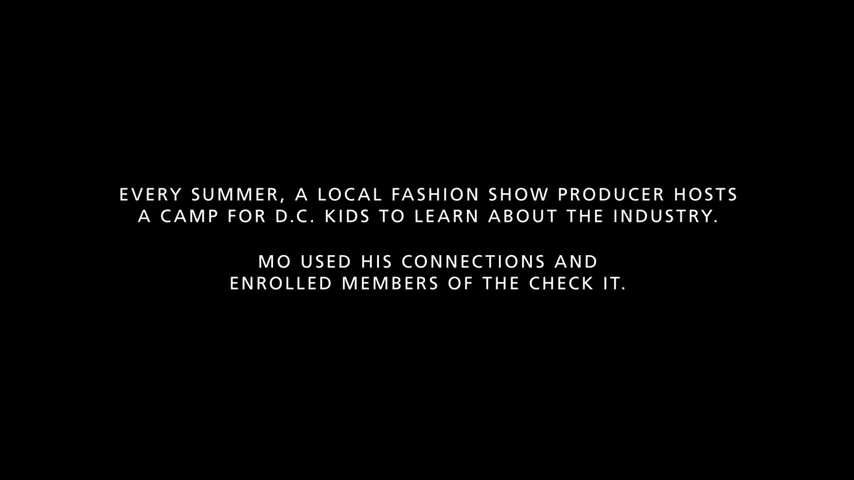 EVERY SUMMER, A LOCAL FASHION SHOW PRODUCER HOSTS
A CAMP FOR D.C. KIDS TO LEARN ABOUT THE INDUSTRY.
MO USED HIS CONNECTIONS AND
ENROLLED MEMBERS OF THE CHECK IT.